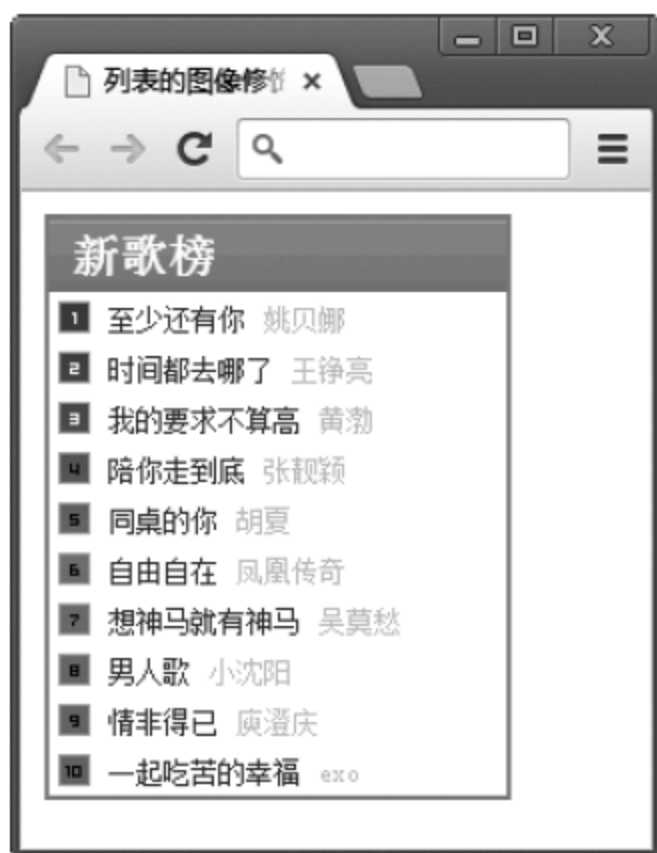 列表的图像修
新歌榜
1 至少还有你 姚贝娜
2 时间都去哪了 王铮亮
3 我的要求不算高 黄渤
4 陪你走到底 张靓颖
5 同桌的你 胡夏
6 自由自在 凤凰传奇
7 想神马就有神马 吴莫愁
8 男人歌 小沈阳
9 情非得已 庾澄庆
10 一起吃苦的幸福 exo